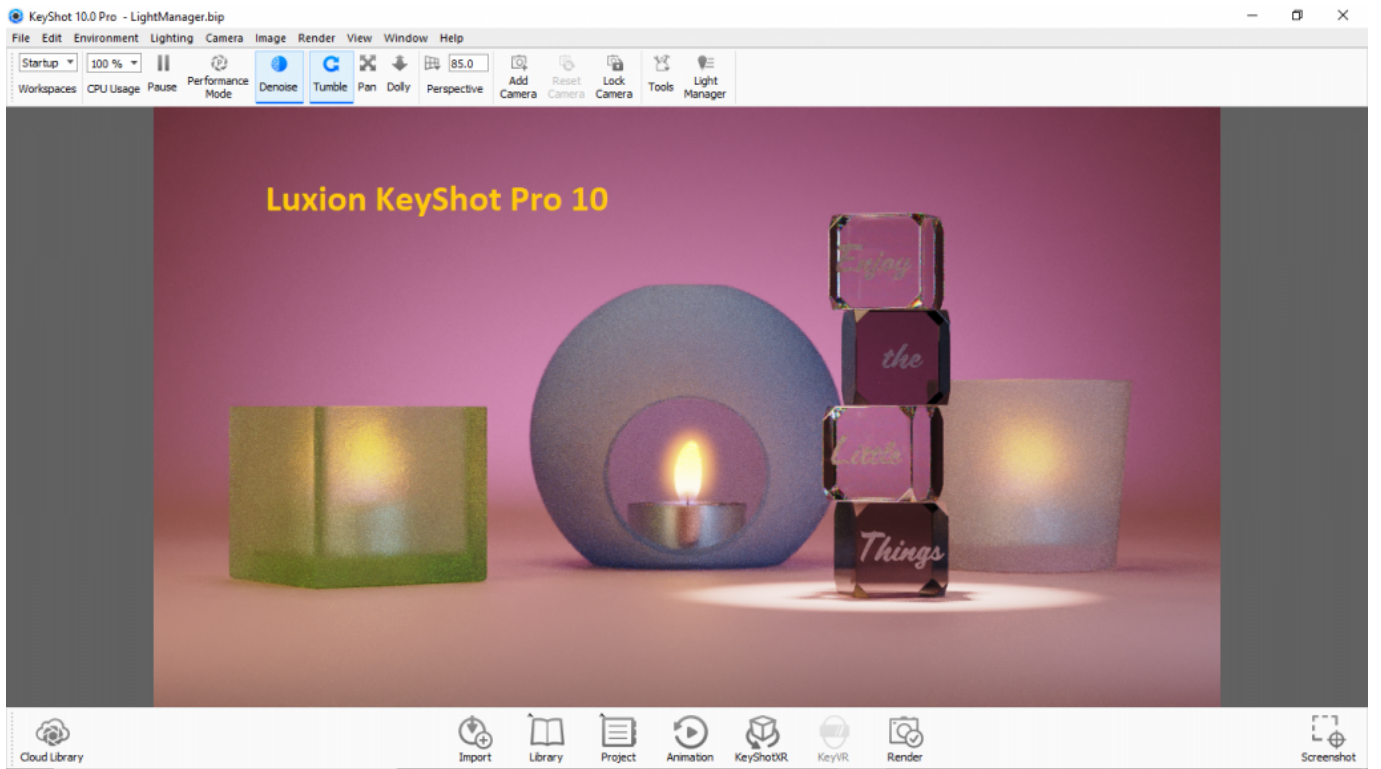 KeyShot 10.0 Pro - LightManager.bip
File Edit Environment Lighting Camera Image Render View Window Help
Startup
100 %
85.0
Workspaces
CPU Usage
Pause
Performance
Mode
Denoise
Tumble
Pan
Dolly
Perspective
Add
Camera
Reset
Camera
Lock
Camera
Tools
Light
Manager
Luxion KeyShot Pro 10
Enjoy
the
Little
Things
Cloud Library
Import
Library
Project
Animation
KeyShotXR
KeyVR
Render
Screenshot